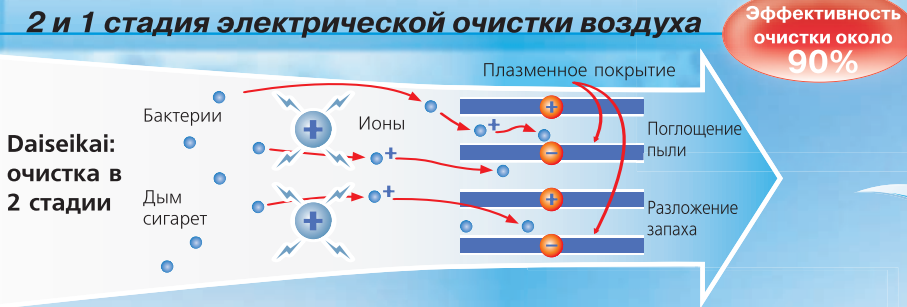 2 и 1 стадия электрической очистки воздуха
Эффективность
очистки около
90%
Плазменное покрытие
Бактерии
Ионы
Daiseikai:
очистка в
2 стадии
Дым
сигарет
Поглощение
пыли
Разложение
запаха
+
+
+
+
+
−
+
−